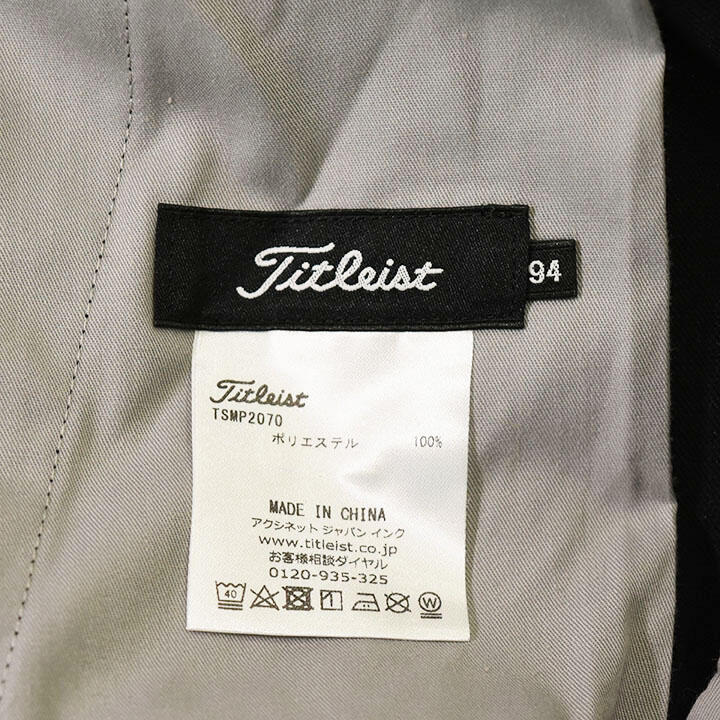 Titleist
94
Titleist
TSMP2070
ポリエステル 100%
MADE IN CHINA
アクシネット ジャパン インク
www.titleist.co.jp
お客様相談ダイヤル
0120-935-325
40
W